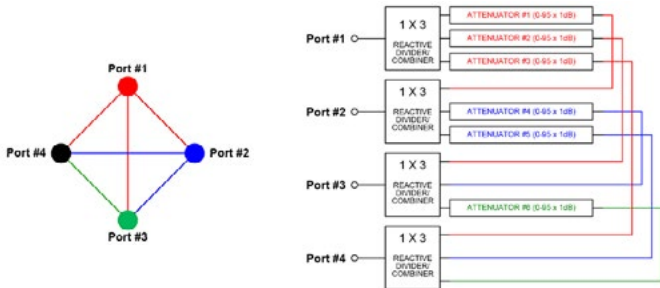 Port #1
Port #4
Port #2
Port #3
Port #1
1 X 3
REACTIVE
DIVIDER/
COMBINER
ATTENUATOR #1 (0-95 x 1dB)
ATTENUATOR #2 (0-95 x 1dB)
ATTENUATOR #3 (0-95 x 1dB)
Port #2
1 X 3
REACTIVE
DIVIDER/
COMBINER
ATTENUATOR #4 (0-95 x 1dB)
ATTENUATOR #5 (0-95 x 1dB)
Port #3
1 X 3
REACTIVE
DIVIDER/
COMBINER
ATTENUATOR #6 (0-95 x 1dB)
Port #4
1 X 3
REACTIVE
DIVIDER/
COMBINER